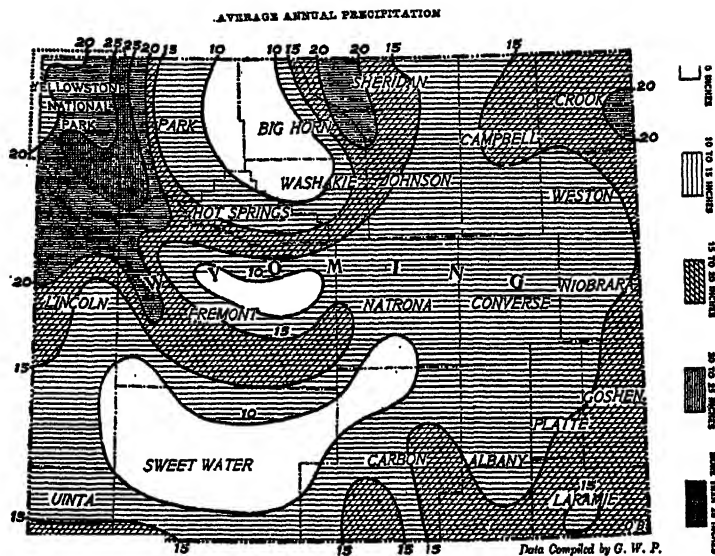 AVERAGE ANNUAL PRECIPITATION
20 25 25 20 15 10 10 15 20 20 15 15
ELLOWSTONE
NATIONAL
PARK
PARK
BIG HORN
SHERIDAN
CROOK
20
CAMPBELL
20
20
WASHAKIE
JOHNSON
WESTON
HOT SPRINGS
WYOMING
10
20
LINCOLN
FREMONT
NATRONA
CONVERSE
NIOBRARA
15
15
10
GOSHEN
PLATTE
SWEET WATER
CARBON
ALBANY
UINTA
15
LARAMIE
15
15 15 15 15
Data Compiled by G. W. P.
10 TO 15 INCHES
15 TO 20 INCHES
20 TO 25 INCHES